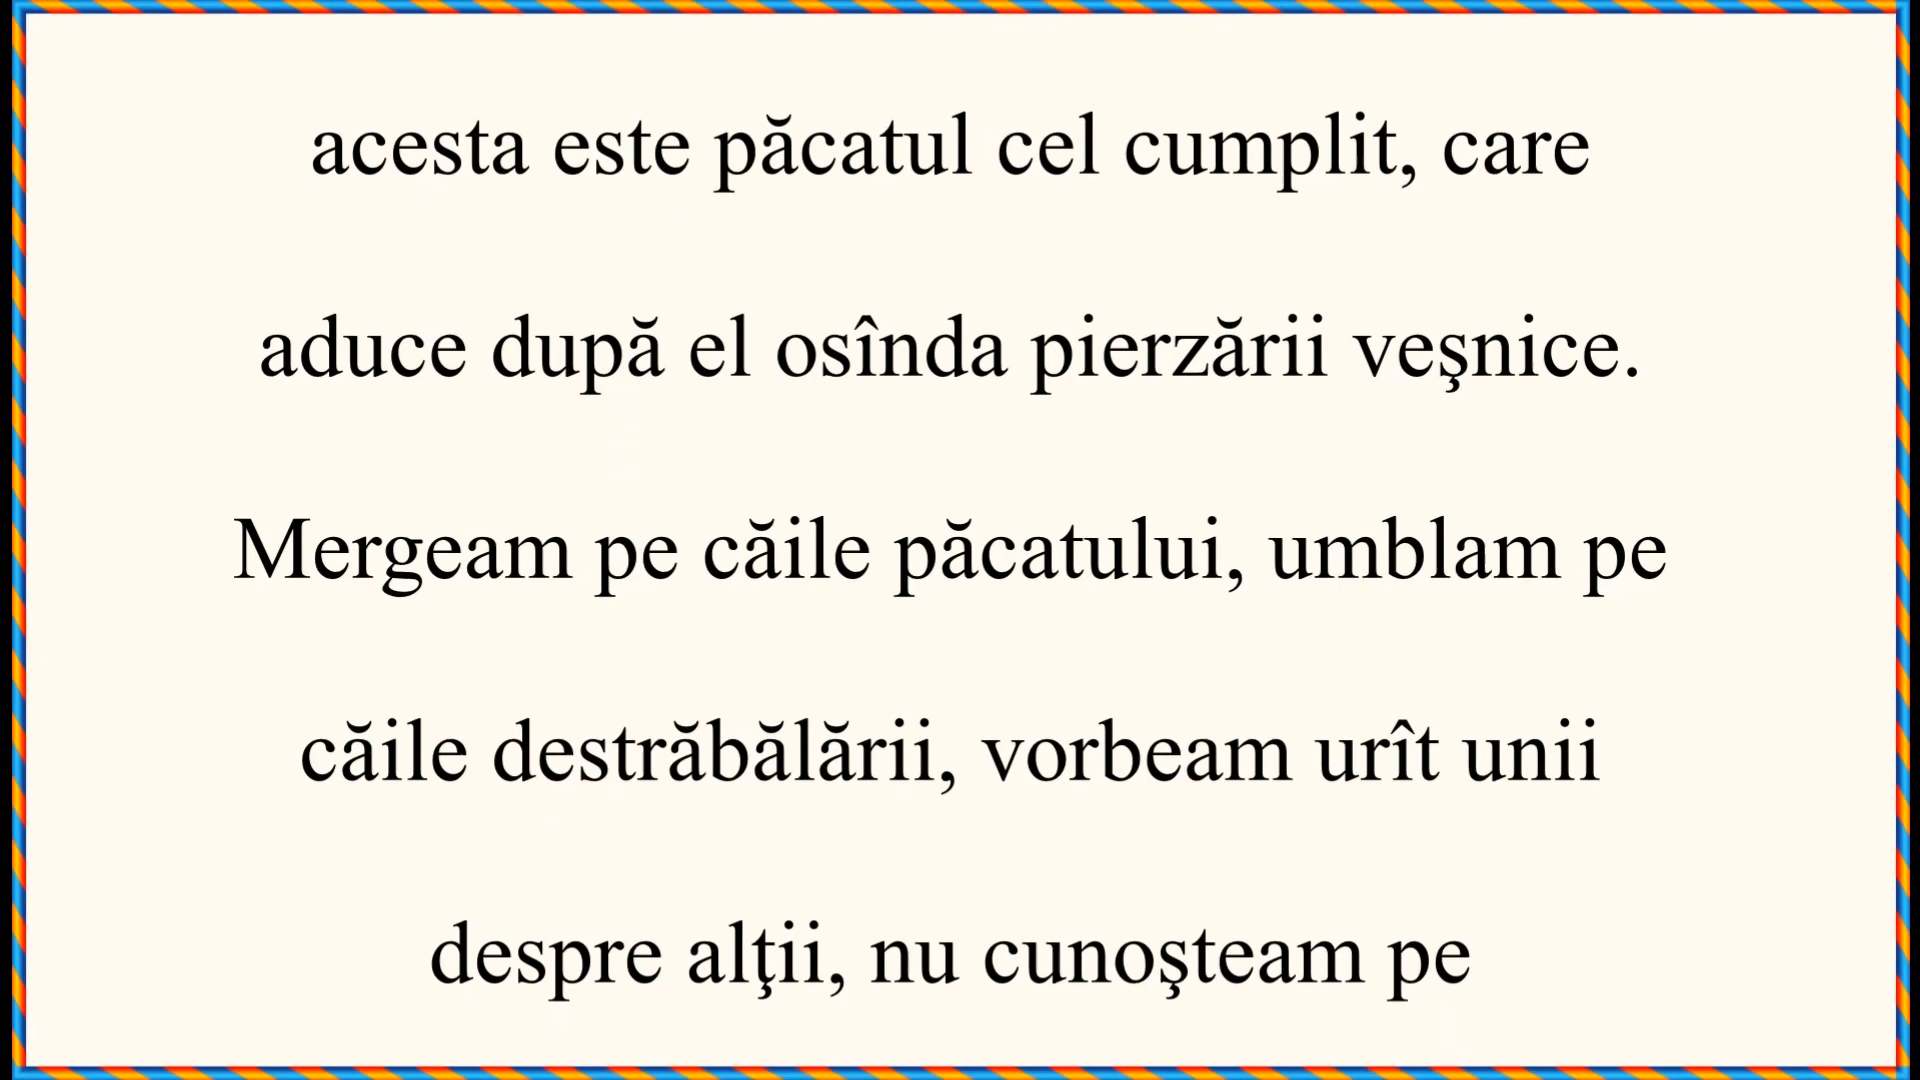 acesta este păcatul cel cumplit, care
aduce după el osînda pierzării veşnice.
Mergeam pe căile păcatului, umblam pe
căile destrăbălării, vorbeam urît unii
despre alţii, nu cunoşteam pe